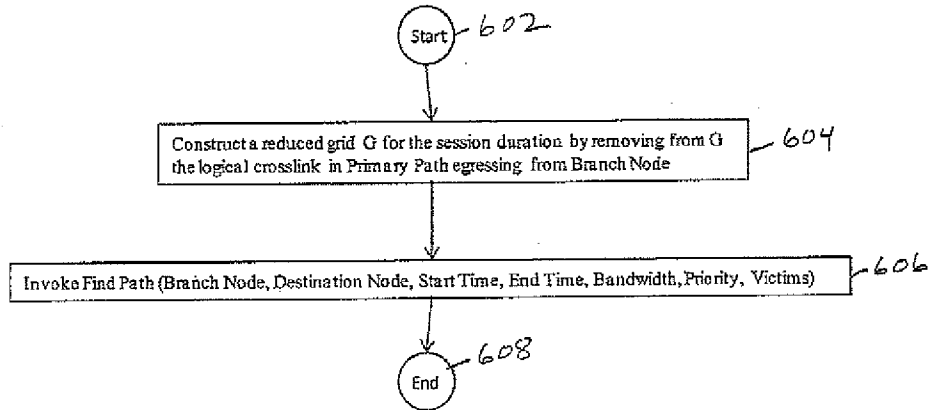 Start
602
Construct a reduced grid G for the session duration by removing from G
the logical crosslink in Primary Path egressing from Branch Node
604
Invoke Find Path (Branch Node, Destination Node, Start Time, End Time, Bandwidth, Priority, Victims)
606
End
608